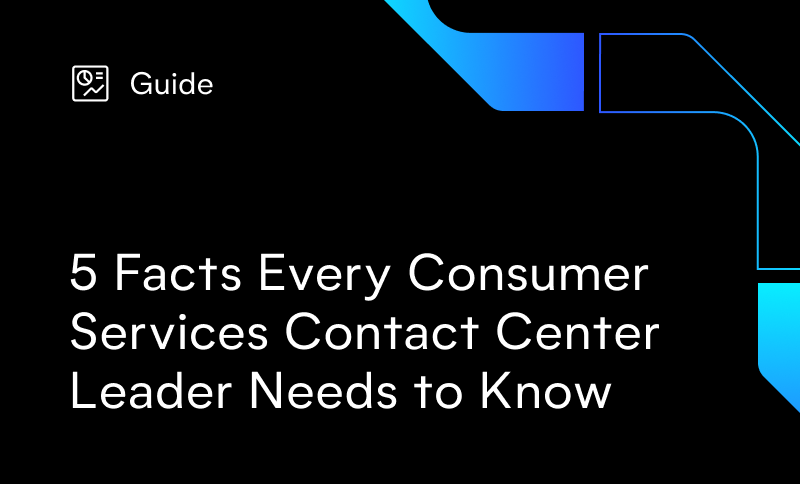 Guide
5 Facts Every Consumer
Services Contact Center
Leader Needs to Know